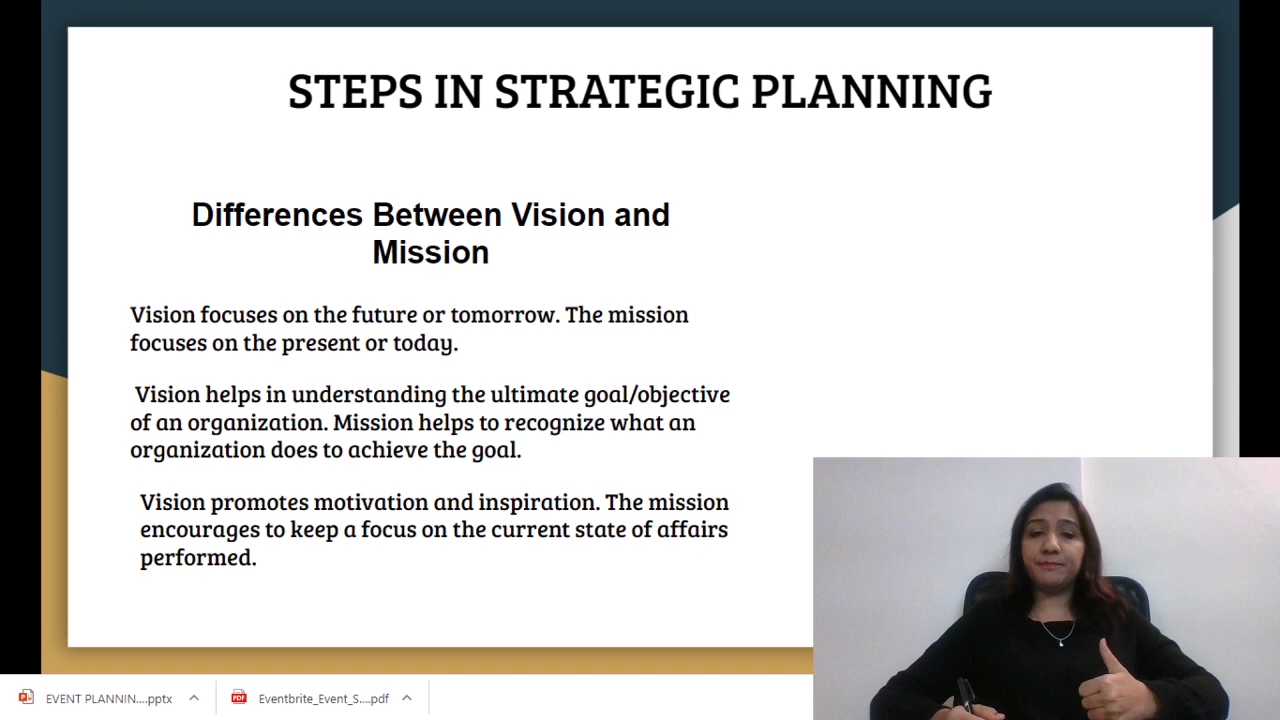 STEPS IN STRATEGIC PLANNING
Differences Between Vision and
Mission
Vision focuses on the future or tomorrow. The mission
focuses on the present or today.
Vision helps in understanding the ultimate goal/objective
of an organization. Mission helps to recognize what an
organization does to achieve the goal.
Vision promotes motivation and inspiration. The mission
encourages to keep a focus on the current state of affairs
performed.
EVENT PLANNIN....pptx
PDF
Eventbrite_Event_S....pdf